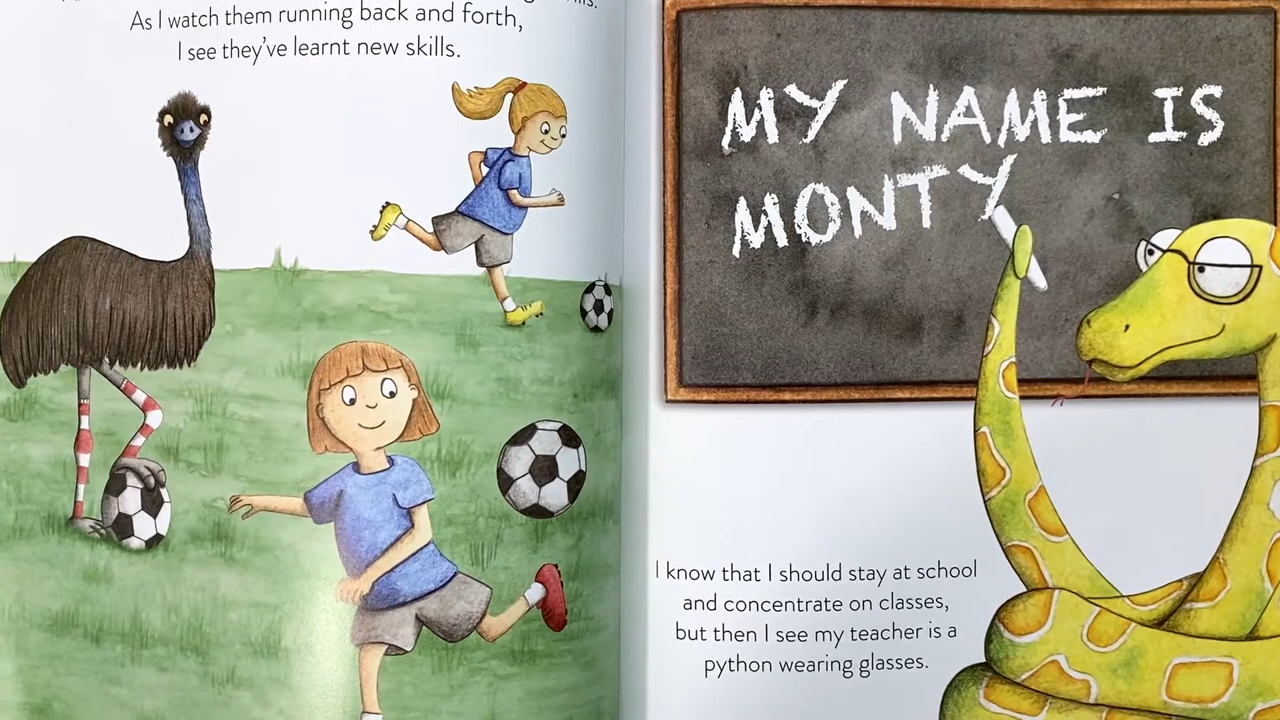 As I watch them running back and forth,
I see they've learnt new skills.
MY NAME IS
MONTY
I know that I should stay at school
and concentrate on classes,
but then I see my teacher is a
python wearing glasses.